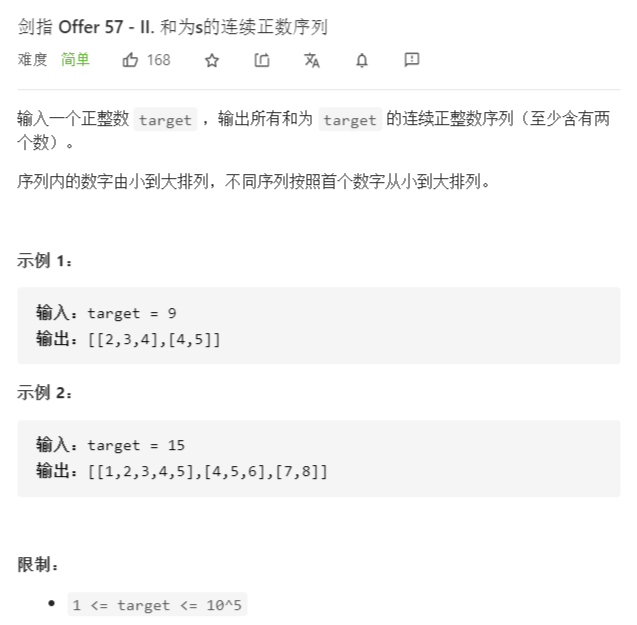 剑指 Offer 57 - II. 和为s的连续正数序列
难度 简单 168
输入一个正整数 target ，输出所有和为 target 的连续正整数序列（至少含有两
个数）。
序列内的数字由小到大排列，不同序列按照首个数字从小到大排列。
示例 1：
输入：target = 9
输出：[[2,3,4],[4,5]]
示例 2：
输入：target = 15
输出：[[1,2,3,4,5],[4,5,6],[7,8]]
限制：
1 <= target <= 10^5